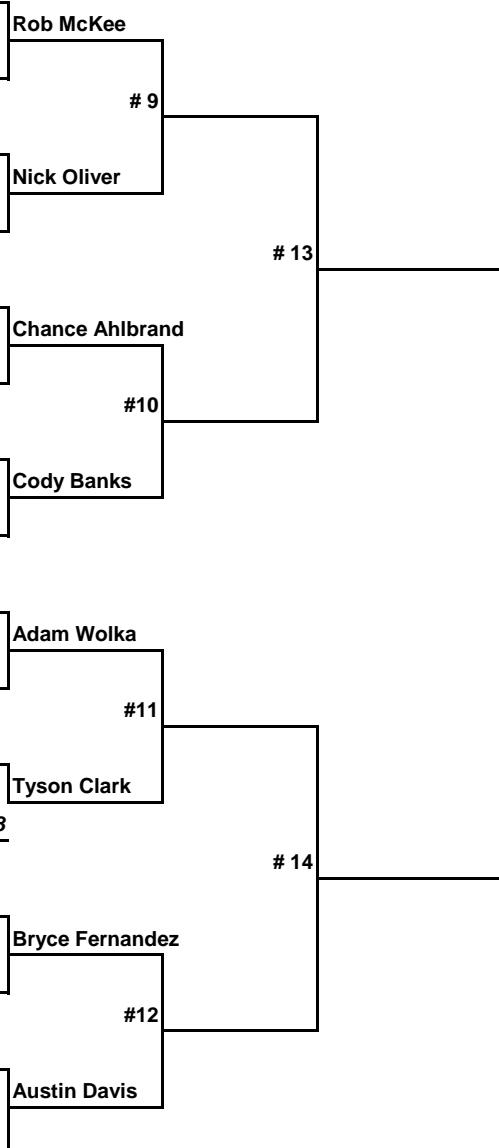 Rob McKee
# 9
Nick Oliver
# 13
Chance Ahlbrand
#10
Cody Banks
Adam Wolka
#11
Tyson Clark
# 14
Bryce Fernandez
#12
Austin Davis